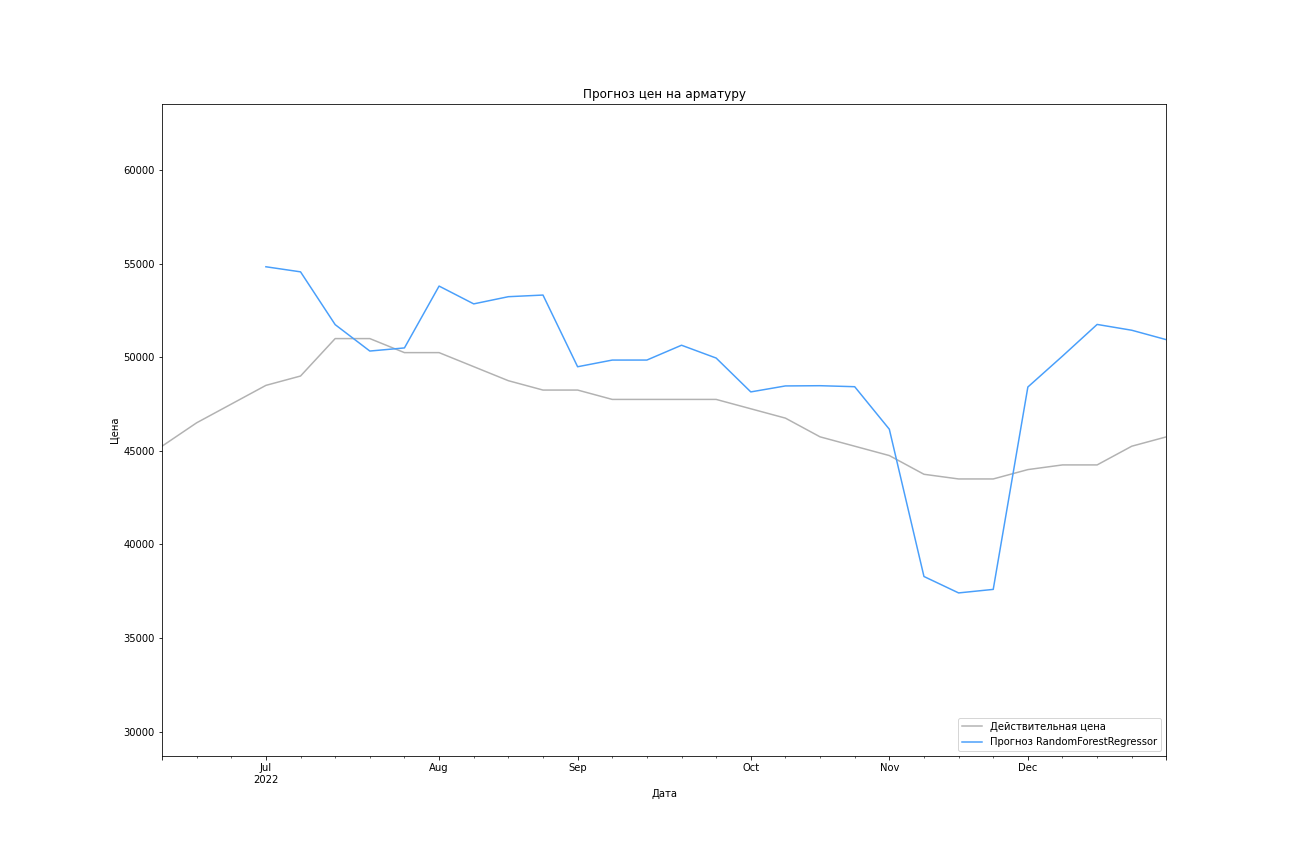 Прогноз цен на арматуру
60000
55000
50000
45000
40000
35000
30000
Цена
Jul
2022
Aug
Sep
Oct
Nov
Dec
Дата
Действительная цена
Прогноз RandomForestRegressor